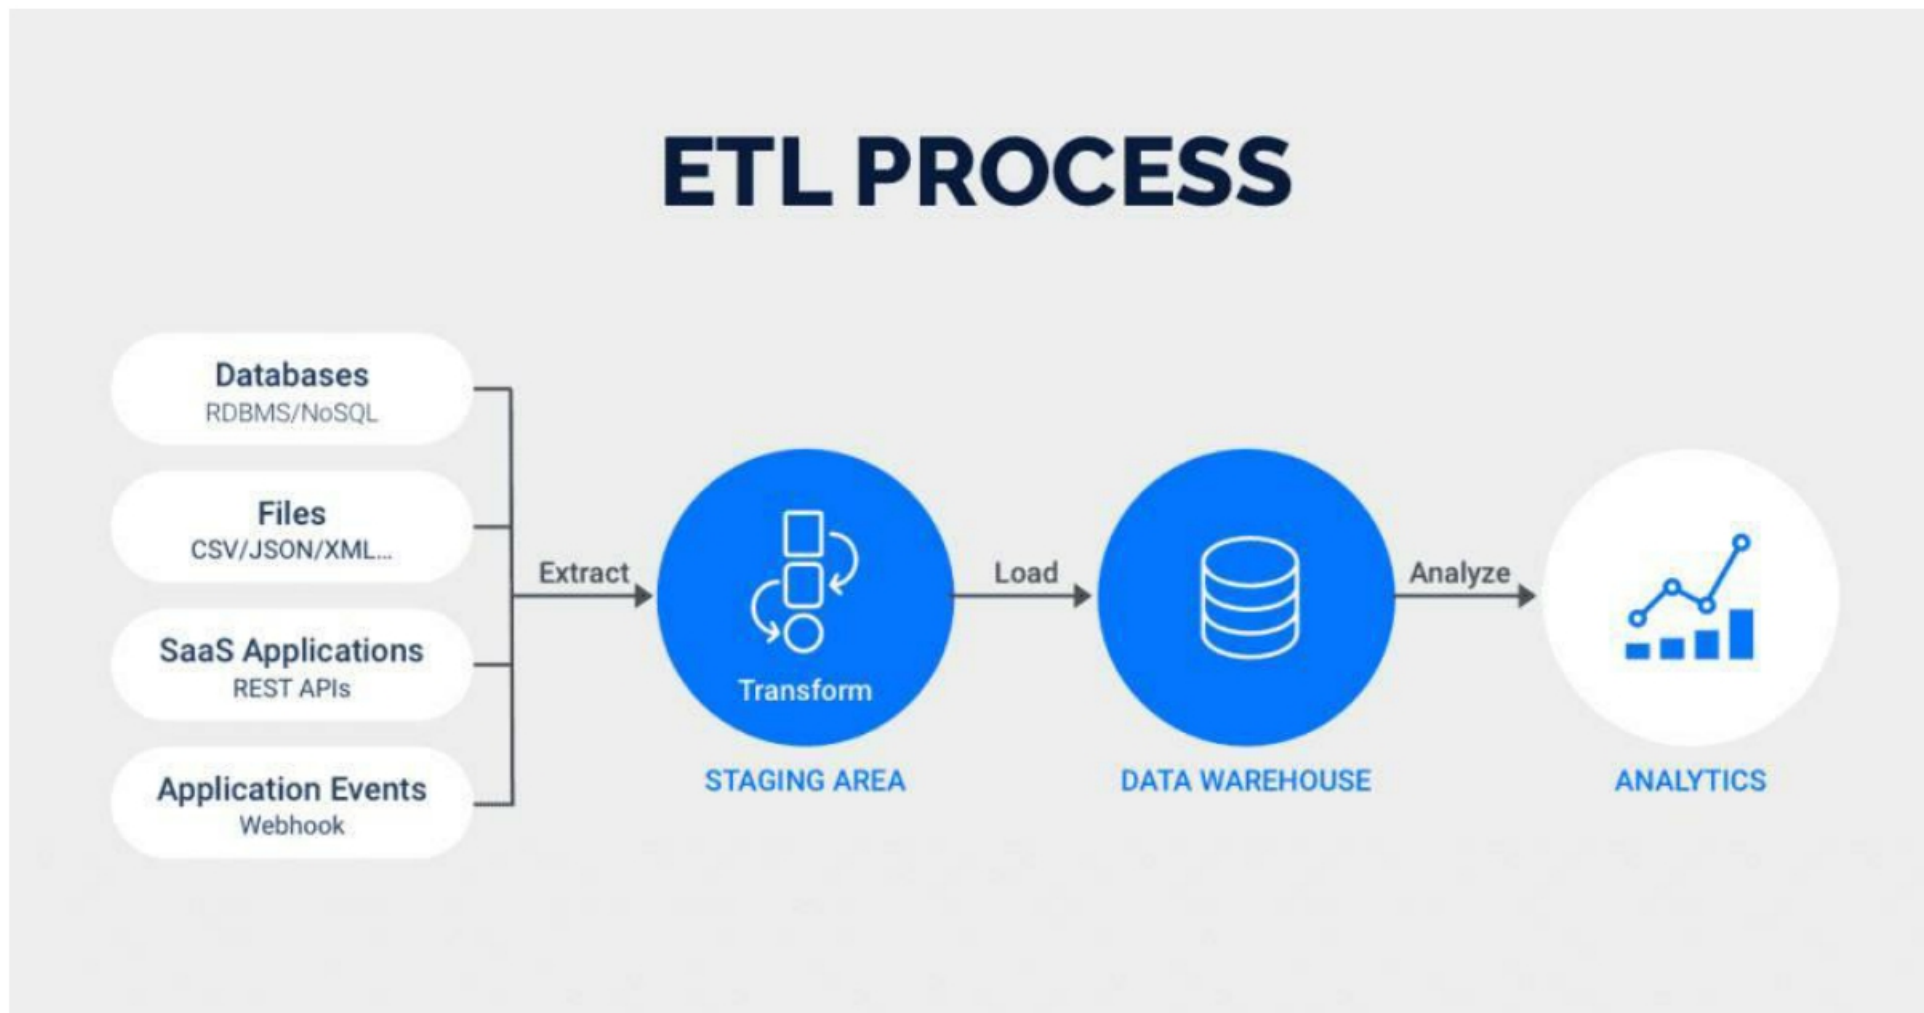 ETL PROCESS
Databases
RDBMS/NoSQL
Files
CSV/JSON/XML...
SaaS Applications
REST APIs
Application Events
Webhook
Extract
Transform
STAGING AREA
Load
DATA WAREHOUSE
Analyze
ANALYTICS